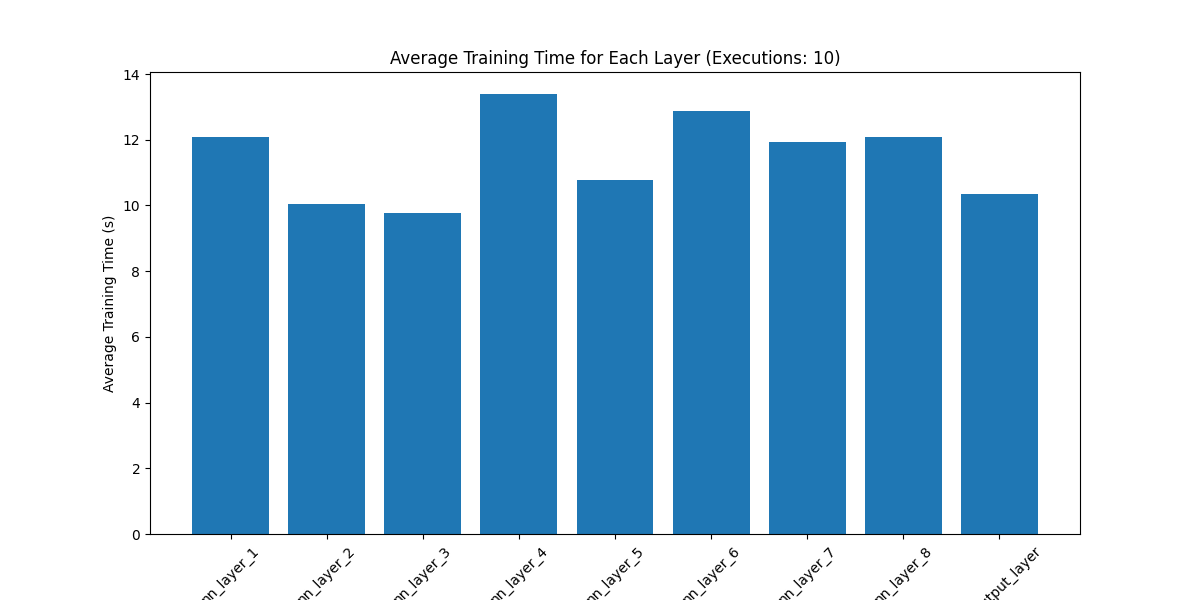 Average Training Time for Each Layer (Executions: 10)
14
12
10
8
6
4
2
0
Average Training Time (s)
nn_layer_1
nn_layer_2
nn_layer_3
nn_layer_4
nn_layer_5
nn_layer_6
nn_layer_7
nn_layer_8
tput_layer